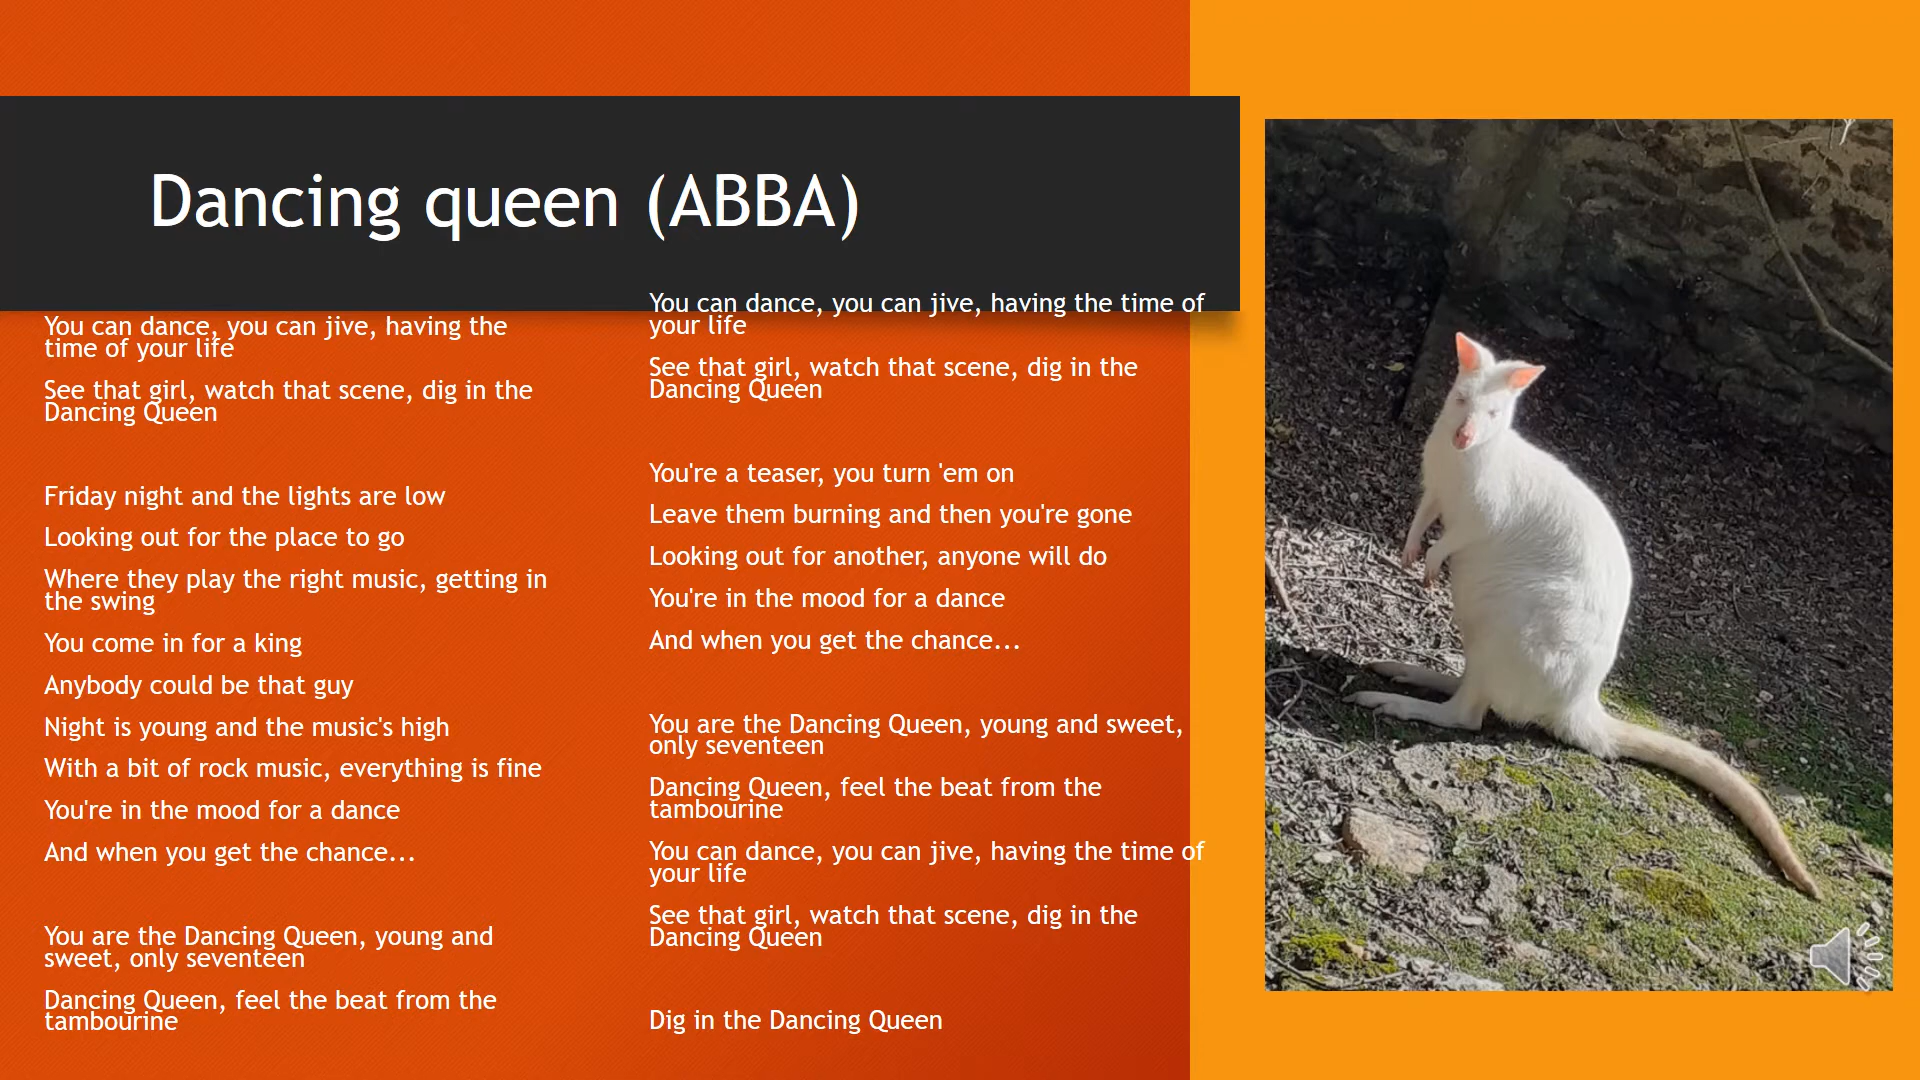 Dancing queen (ABBA)
You can dance, you can jive, having the
time of your life
See that girl, watch that scene, dig in the
Dancing Queen
Friday night and the lights are low
Looking out for the place to go
Where they play the right music, getting in
the swing
You come in for a king
Anybody could be that guy
Night is young and the music's high
With a bit of rock music, everything is fine
You're in the mood for a dance
And when you get the chance...
You are the Dancing Queen, young and
sweet, only seventeen
Dancing Queen, feel the beat from the
tambourine
You can dance, you can jive, having the time of
your life
See that girl, watch that scene, dig in the
Dancing Queen
You're a teaser, you turn 'em on
Leave them burning and then you're gone
Looking out for another, anyone will do
You're in the mood for a dance
And when you get the chance...
You are the Dancing Queen, young and sweet,
only seventeen
Dancing Queen, feel the beat from the
tambourine
You can dance, you can jive, having the time of
your life
See that girl, watch that scene, dig in the
Dancing Queen
Dig in the Dancing Queen